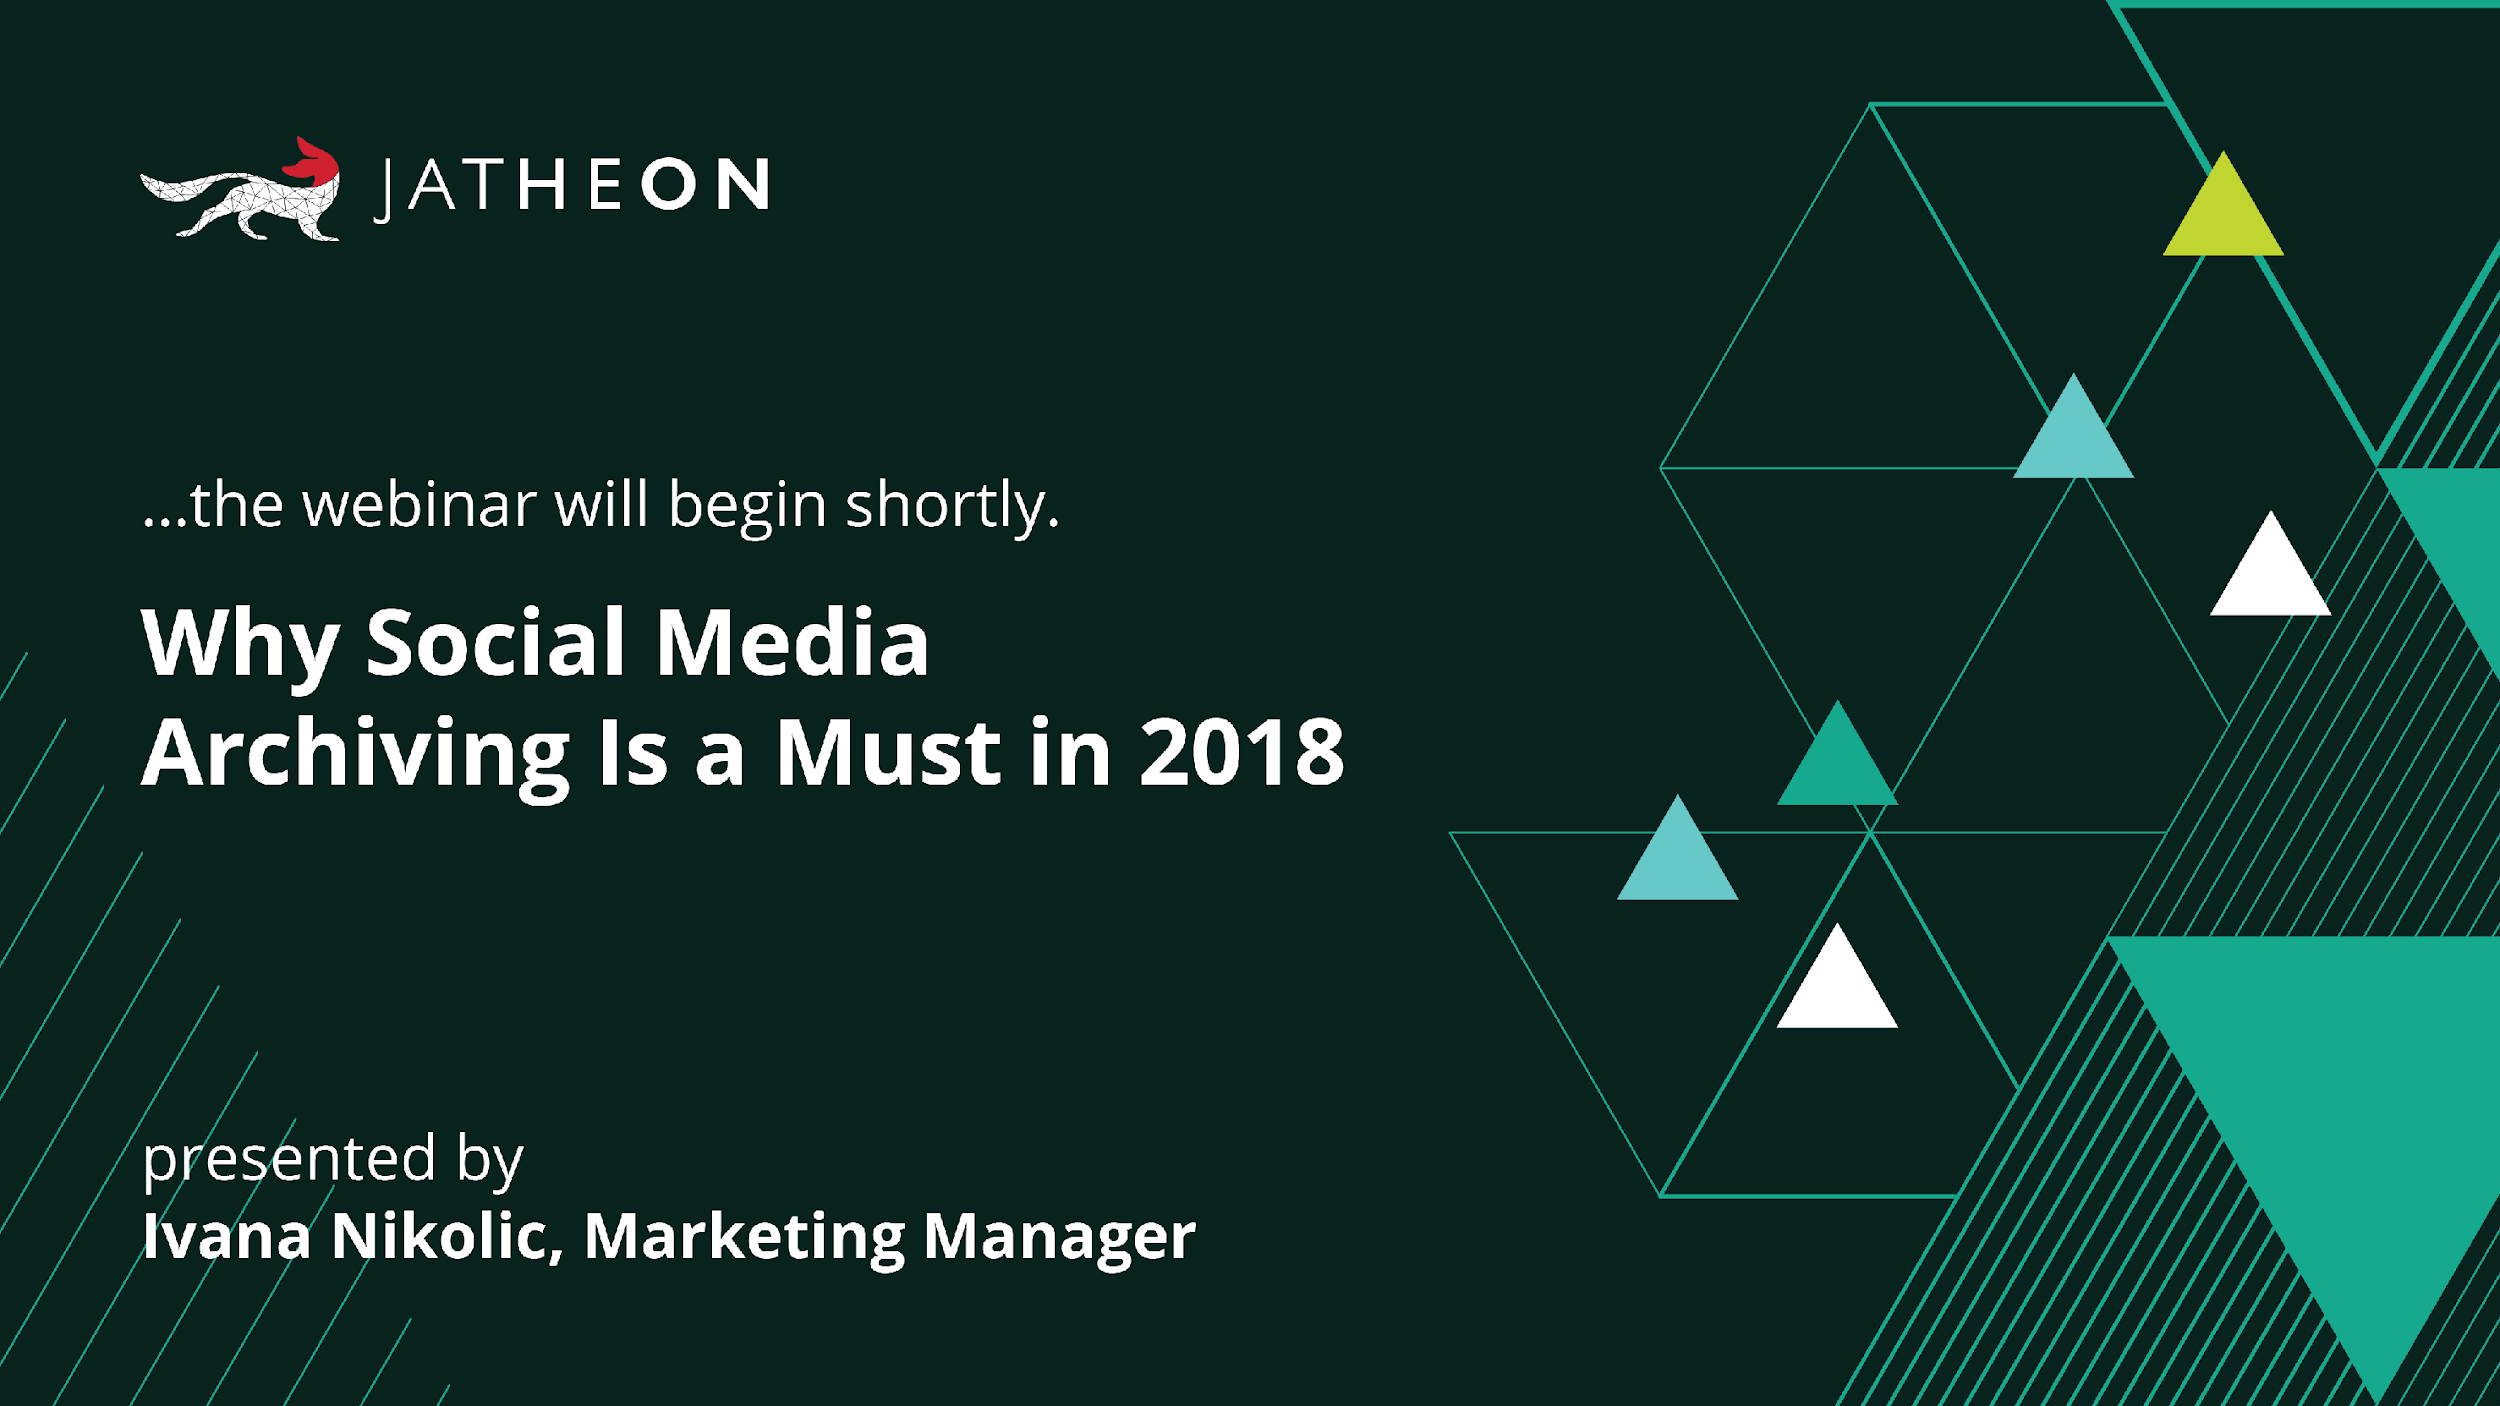 JATHEON
...the webinar will begin shortly.
Why Social Media
Archiving Is a Must in 2018
presented by
Ivana Nikolic, Marketing Manager